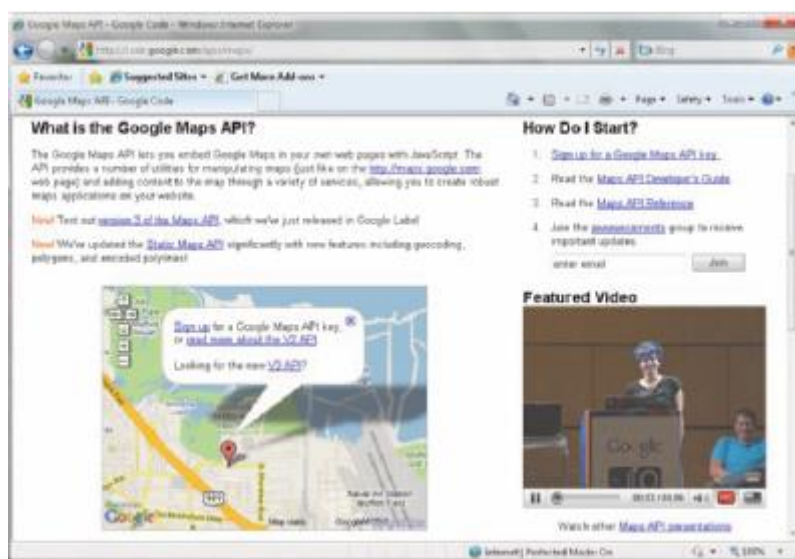 Google Maps API - Google Code - Windows Internet Explorer
Favorites Suggested Sites Get More Add-ons
Google Maps API - Google Code
Page Safety Tools
What is the Google Maps API?
The Google Maps API lets you embed Google Maps in your own web pages with JavaScript. The
API provides a number of utilities for manipulating maps (just like on the http://maps.google.com
web page) and adding content to the map through a variety of services, allowing you to create robust
maps applications on your website.
New! Test out version 3 of the Maps API, which we've just released in Google Labs!
New! We've updated the Static Maps API significantly with new features including geocoding,
polygons, and encoded polylines!
Sign up for a Google Maps API key,
or read more about the V2 API
Looking for the new V3 API?
Google
How Do I Start?
1. Sign up for a Google Maps API key.
2. Read the Maps API Developer's Guide
3. Read the Maps API Reference
4. Join the announcements group to receive
important updates.
enter email Join
Featured Video
Google
IO
Watch other Maps API presentations
Internet | Protected Mode: On
100%